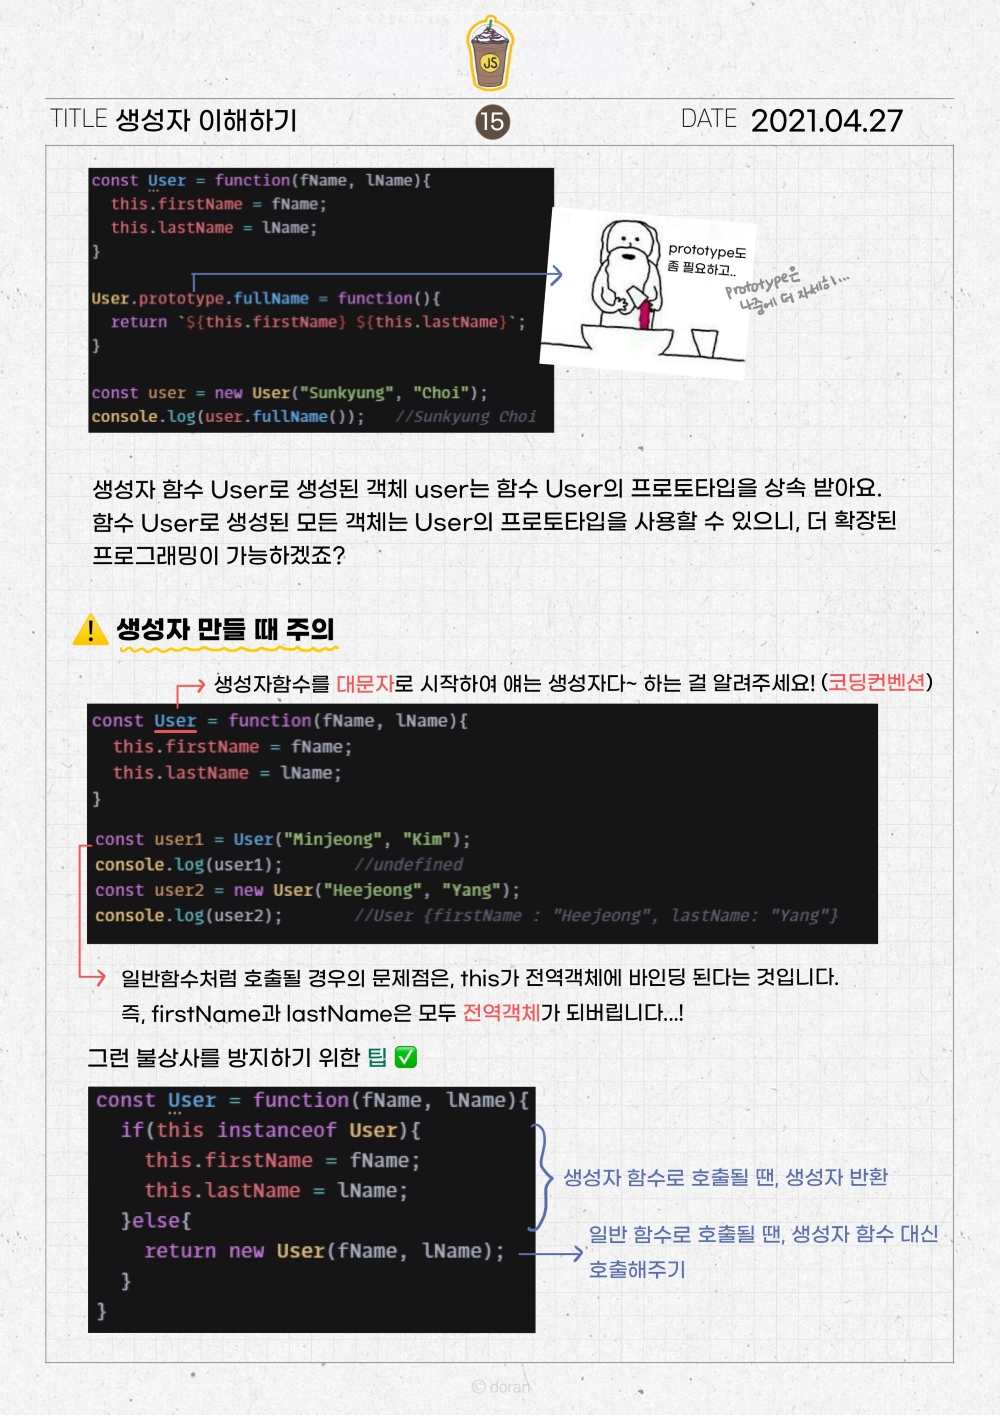 JS
TITLE 생성자 이해하기
15
DATE 2021.04.27
const User = function(fName, lName){
  this.firstName = fName;
  this.lastName = lName;
}
User.prototype.fullName = function(){
  return `${this.firstName} ${this.lastName}`;
}
const user = new User("Sunkyung", "Choi");
console.log(user.fullName());   //Sunkyung Choi
prototype도
좀 필요하고..
prototype은
나중에 더 자세히...
생성자 함수 User로 생성된 객체 user는 함수 User의 프로토타입을 상속 받아요.
함수 User로 생성된 모든 객체는 User의 프로토타입을 사용할 수 있으니, 더 확장된
프로그래밍이 가능하겠죠?
생성자 만들 때 주의
생성자함수를 대문자로 시작하여 얘는 생성자다~ 하는 걸 알려주세요! (코딩컨벤션)
const User = function(fName, lName){
  this.firstName = fName;
  this.lastName = lName;
}
const user1 = User("Minjeong", "Kim");
console.log(user1);       //undefined
const user2 = new User("Heejeong", "Yang");
console.log(user2);       //User {firstName : "Heejeong", lastName: "Yang"}
일반함수처럼 호출될 경우의 문제점은, this가 전역객체에 바인딩 된다는 것입니다.
즉, firstName과 lastName은 모두 전역객체가 되버립니다...!
그런 불상사를 방지하기 위한 팁 ✅
const User = function(fName, lName){
  if(this instanceof User){
    this.firstName = fName;
    this.lastName = lName;
  }else{
    return new User(fName, lName);
  }
}
생성자 함수로 호출될 땐, 생성자 반환
일반 함수로 호출될 땐, 생성자 함수 대신
호출해주기
© doran